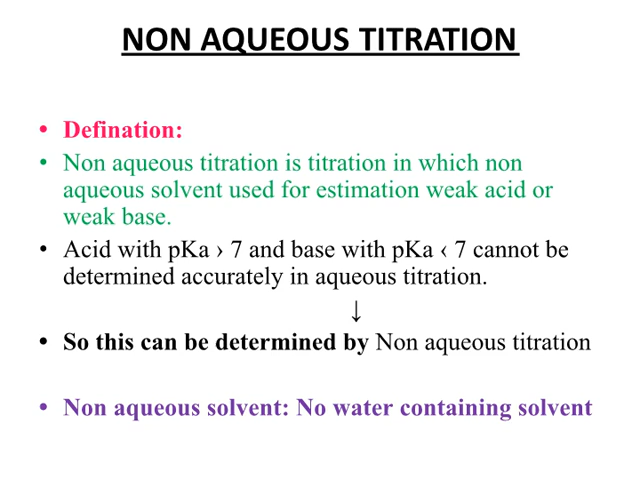 NON AQUEOUS TITRATION
• Defination:
• Non aqueous titration is titration in which non
aqueous solvent used for estimation weak acid or
weak base.
• Acid with pKa › 7 and base with pKa ‹ 7 cannot be
determined accurately in aqueous titration.
↓
• So this can be determined by Non aqueous titration
• Non aqueous solvent: No water containing solvent